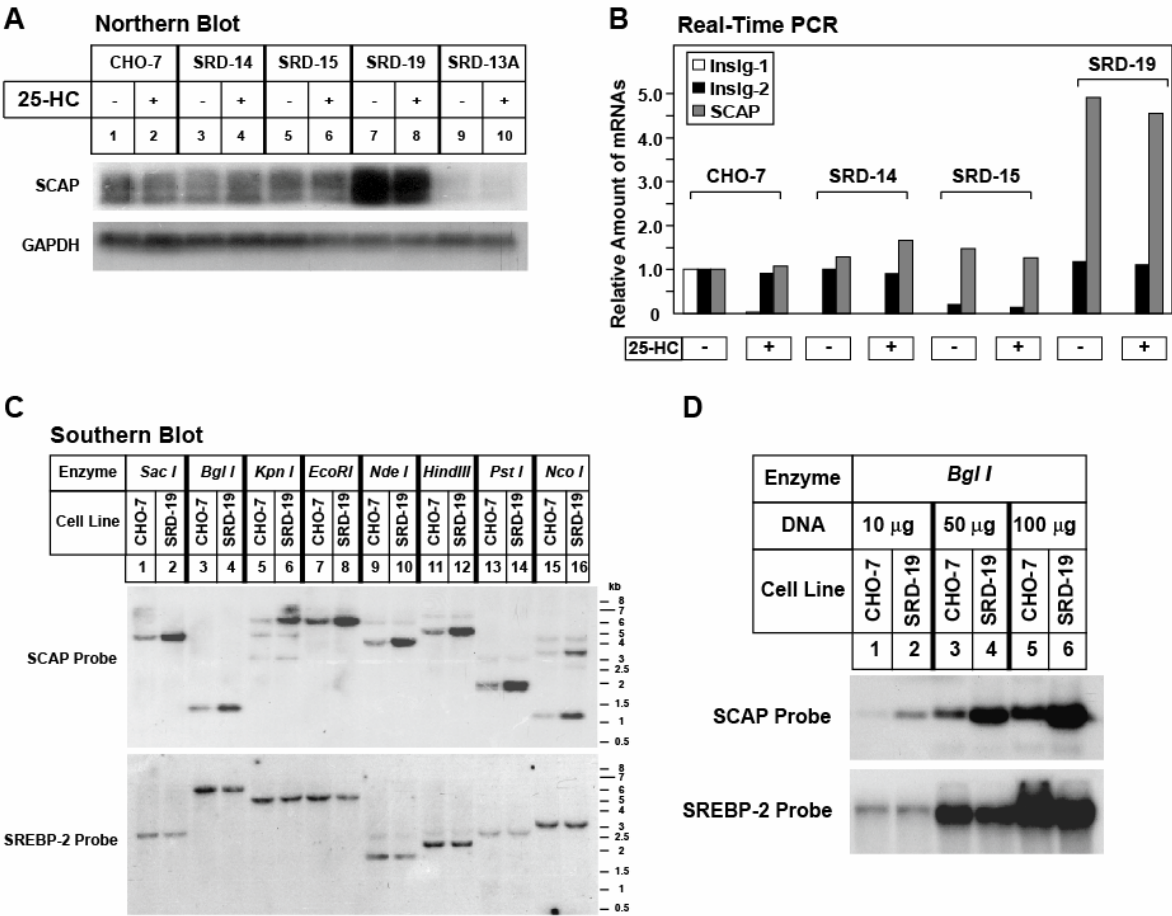 A
Northern Blot
CHO-7 SRD-14 SRD-15 SRD-19 SRD-13A
25-HC - + - + - + - + - +
1 2 3 4 5 6 7 8 9 10
SCAP
GAPDH
B
Real-Time PCR
Relative Amount of mRNAs
InsIg-1
InsIg-2
SCAP
5.0
4.0
3.0
2.0
1.0
0
CHO-7
SRD-14
SRD-15
SRD-19
25-HC - + - + - + - +
C
Southern Blot
Enzyme Sac I Bgl I Kpn I EcoRI Nde I HindIII Pst I Nco I
Cell Line CHO-7 SRD-19 CHO-7 SRD-19 CHO-7 SRD-19 CHO-7 SRD-19 CHO-7 SRD-19 CHO-7 SRD-19 CHO-7 SRD-19 CHO-7 SRD-19
1 2 3 4 5 6 7 8 9 10 11 12 13 14 15 16
kb
8
7
6
5
4
3
2.5
2
1.5
1
0.5
SCAP Probe
8
7
6
5
4
3
2.5
2
1.5
1
0.5
SREBP-2 Probe
D
Enzyme Bgl I
DNA 10 µg 50 µg 100 µg
Cell Line CHO-7 SRD-19 CHO-7 SRD-19 CHO-7 SRD-19
1 2 3 4 5 6
SCAP Probe
SREBP-2 Probe